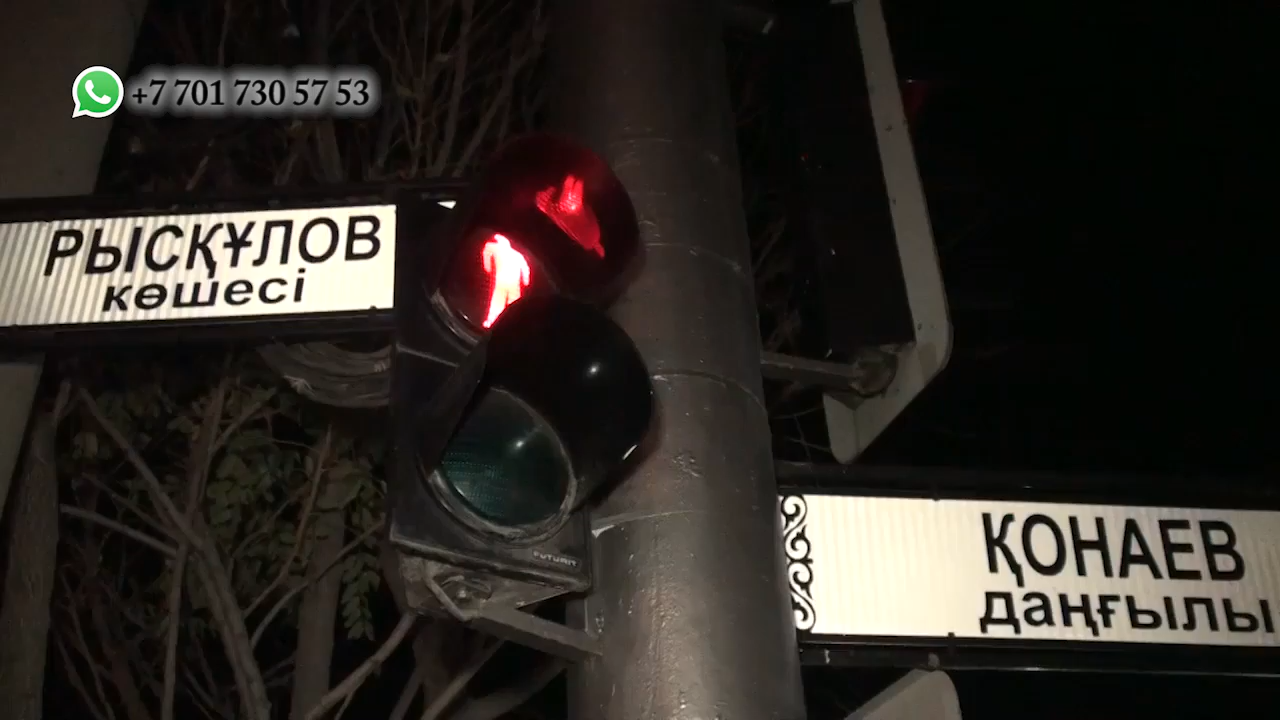 +7 701 730 57 53
РЫСҚҰЛОВ
көшесі
FUTURIT
ҚОНАЕВ
даңғылы